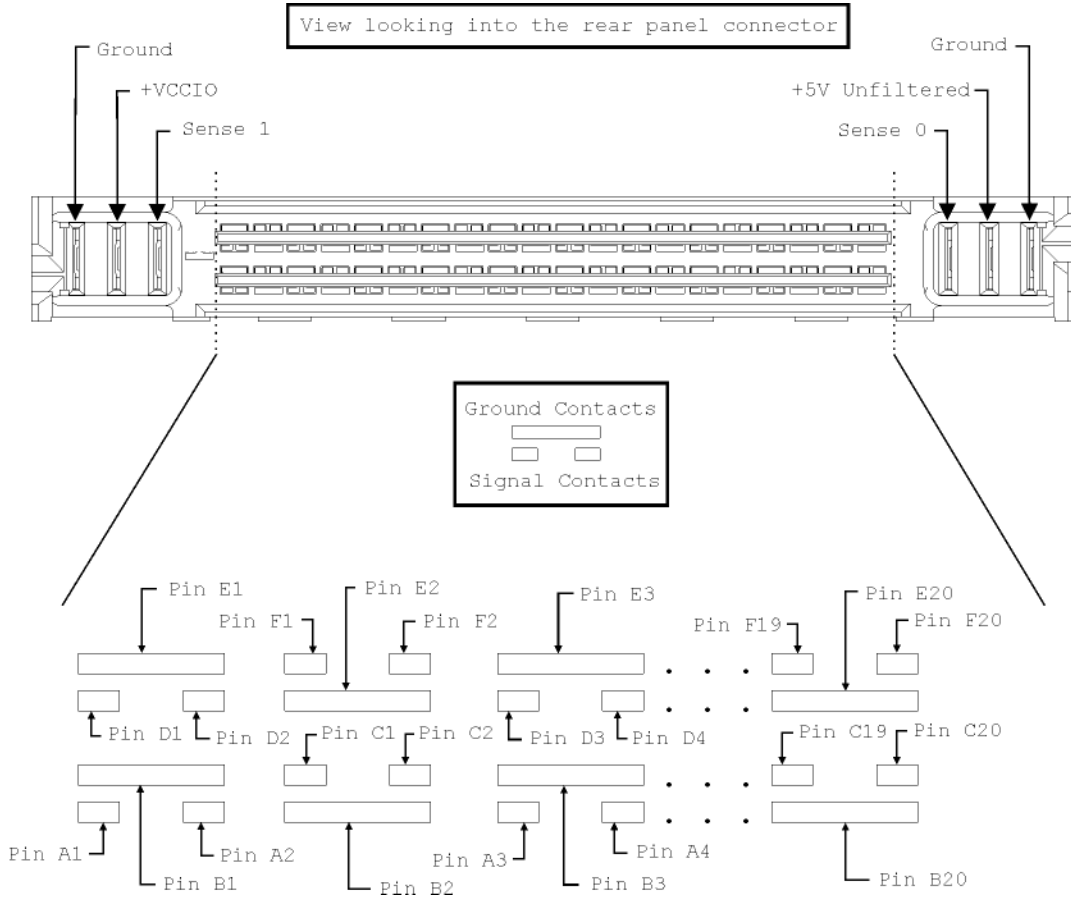 View looking into the rear panel connector
Ground
Ground
+VCCIO
+5V Unfiltered
Sense 1
Sense 0
Ground Contacts
Signal Contacts
Pin E1
Pin E2
Pin E3
Pin E20
Pin F1
Pin F2
Pin F19
Pin F20
Pin D1
Pin D2
Pin C1
Pin C2
Pin D3
Pin D4
Pin C19
Pin C20
Pin A1
Pin A2
Pin A3
Pin A4
Pin B1
Pin B2
Pin B3
Pin B20